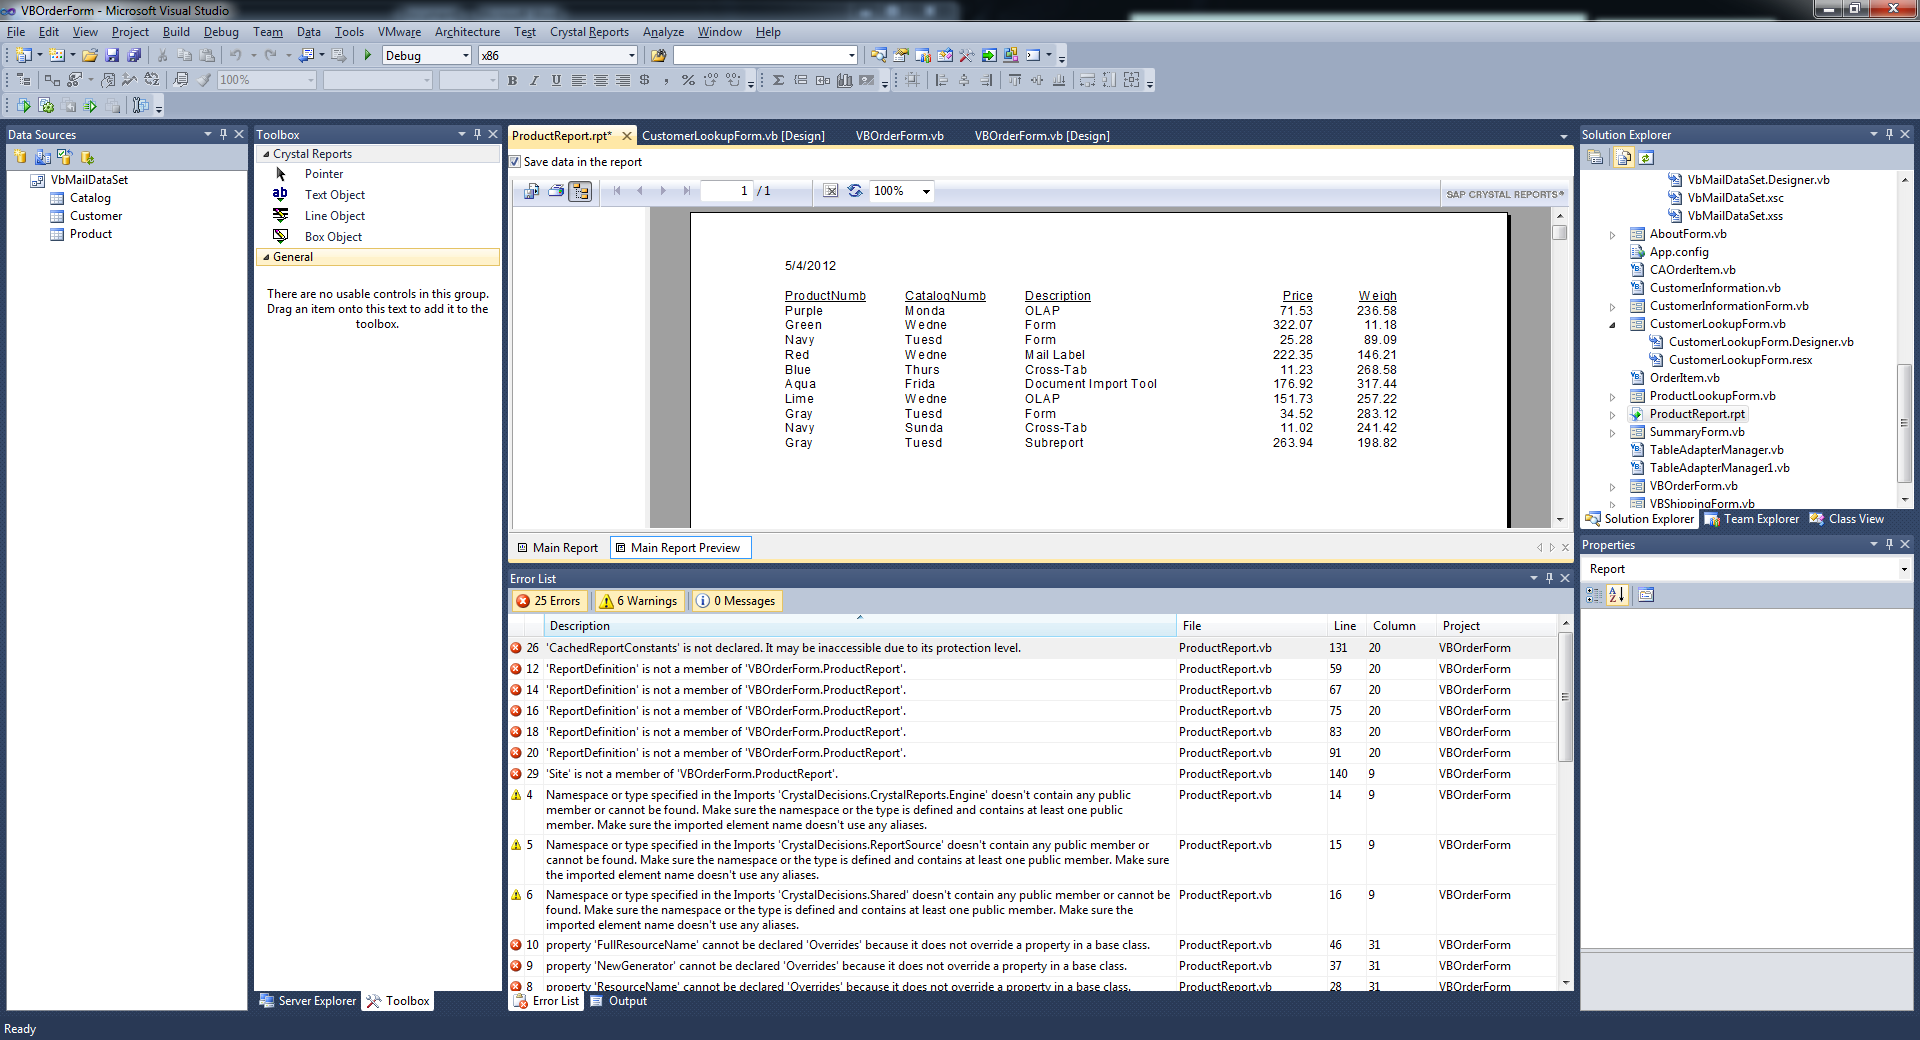 VBOrderForm - Microsoft Visual Studio
File Edit View Project Build Debug Team Data Tools VMware Architecture Test Crystal Reports Analyze Window Help
Debug x86
100%
Data Sources
VbMailDataSet
Catalog
Customer
Product
Toolbox
Crystal Reports
Pointer
Text Object
Line Object
Box Object
General
There are no usable controls in this group.
Drag an item onto this text to add it to the
toolbox.
Server Explorer Toolbox
ProductReport.rpt* CustomerLookupForm.vb [Design] VBOrderForm.vb VBOrderForm.vb [Design]
Save data in the report
1 / 1 100% SAP CRYSTAL REPORTS®
5/4/2012
ProductNumb CatalogNumb Description Price Weigh
Purple Monda OLAP 71.53 236.58
Green Wedne Form 322.07 11.18
Navy Tuesd Form 25.28 89.09
Red Wedne Mail Label 222.35 146.21
Blue Thurs Cross-Tab 11.23 268.58
Aqua Frida Document Import Tool 176.92 317.44
Lime Wedne OLAP 151.73 257.22
Gray Tuesd Form 34.52 283.12
Navy Sunda Cross-Tab 11.02 241.42
Gray Tuesd Subreport 263.94 198.82
Main Report Main Report Preview
Error List
25 Errors 6 Warnings 0 Messages
Description File Line Column Project
26 'CachedReportConstants' is not declared. It may be inaccessible due to its protection level. ProductReport.vb 131 20 VBOrderForm
12 'ReportDefinition' is not a member of 'VBOrderForm.ProductReport'. ProductReport.vb 59 20 VBOrderForm
14 'ReportDefinition' is not a member of 'VBOrderForm.ProductReport'. ProductReport.vb 67 20 VBOrderForm
16 'ReportDefinition' is not a member of 'VBOrderForm.ProductReport'. ProductReport.vb 75 20 VBOrderForm
18 'ReportDefinition' is not a member of 'VBOrderForm.ProductReport'. ProductReport.vb 83 20 VBOrderForm
20 'ReportDefinition' is not a member of 'VBOrderForm.ProductReport'. ProductReport.vb 91 20 VBOrderForm
29 'Site' is not a member of 'VBOrderForm.ProductReport'. ProductReport.vb 140 9 VBOrderForm
4 Namespace or type specified in the Imports 'CrystalDecisions.CrystalReports.Engine' doesn't contain any public ProductReport.vb 14 9 VBOrderForm
member or cannot be found. Make sure the namespace or the type is defined and contains at least one public
member. Make sure the imported element name doesn't use any aliases.
5 Namespace or type specified in the Imports 'CrystalDecisions.ReportSource' doesn't contain any public member or ProductReport.vb 15 9 VBOrderForm
cannot be found. Make sure the namespace or the type is defined and contains at least one public member. Make sure
the imported element name doesn't use any aliases.
6 Namespace or type specified in the Imports 'CrystalDecisions.Shared' doesn't contain any public member or cannot be ProductReport.vb 16 9 VBOrderForm
found. Make sure the namespace or the type is defined and contains at least one public member. Make sure the
imported element name doesn't use any aliases.
10 property 'FullResourceName' cannot be declared 'Overrides' because it does not override a property in a base class. ProductReport.vb 46 31 VBOrderForm
9 property 'NewGenerator' cannot be declared 'Overrides' because it does not override a property in a base class. ProductReport.vb 37 31 VBOrderForm
8 property 'ResourceName' cannot be declared 'Overrides' because it does not override a property in a base class. ProductReport.vb 28 31 VBOrderForm
Error List Output
Solution Explorer
VbMailDataSet.Designer.vb
VbMailDataSet.xsc
VbMailDataSet.xss
AboutForm.vb
App.config
CAOrderItem.vb
CustomerInformation.vb
CustomerInformationForm.vb
CustomerLookupForm.vb
CustomerLookupForm.Designer.vb
CustomerLookupForm.resx
OrderItem.vb
ProductLookupForm.vb
ProductReport.rpt
SummaryForm.vb
TableAdapterManager.vb
TableAdapterManager1.vb
VBOrderForm.vb
VBShippingForm.vb
Solution Explorer Team Explorer Class View
Properties
Report
Ready